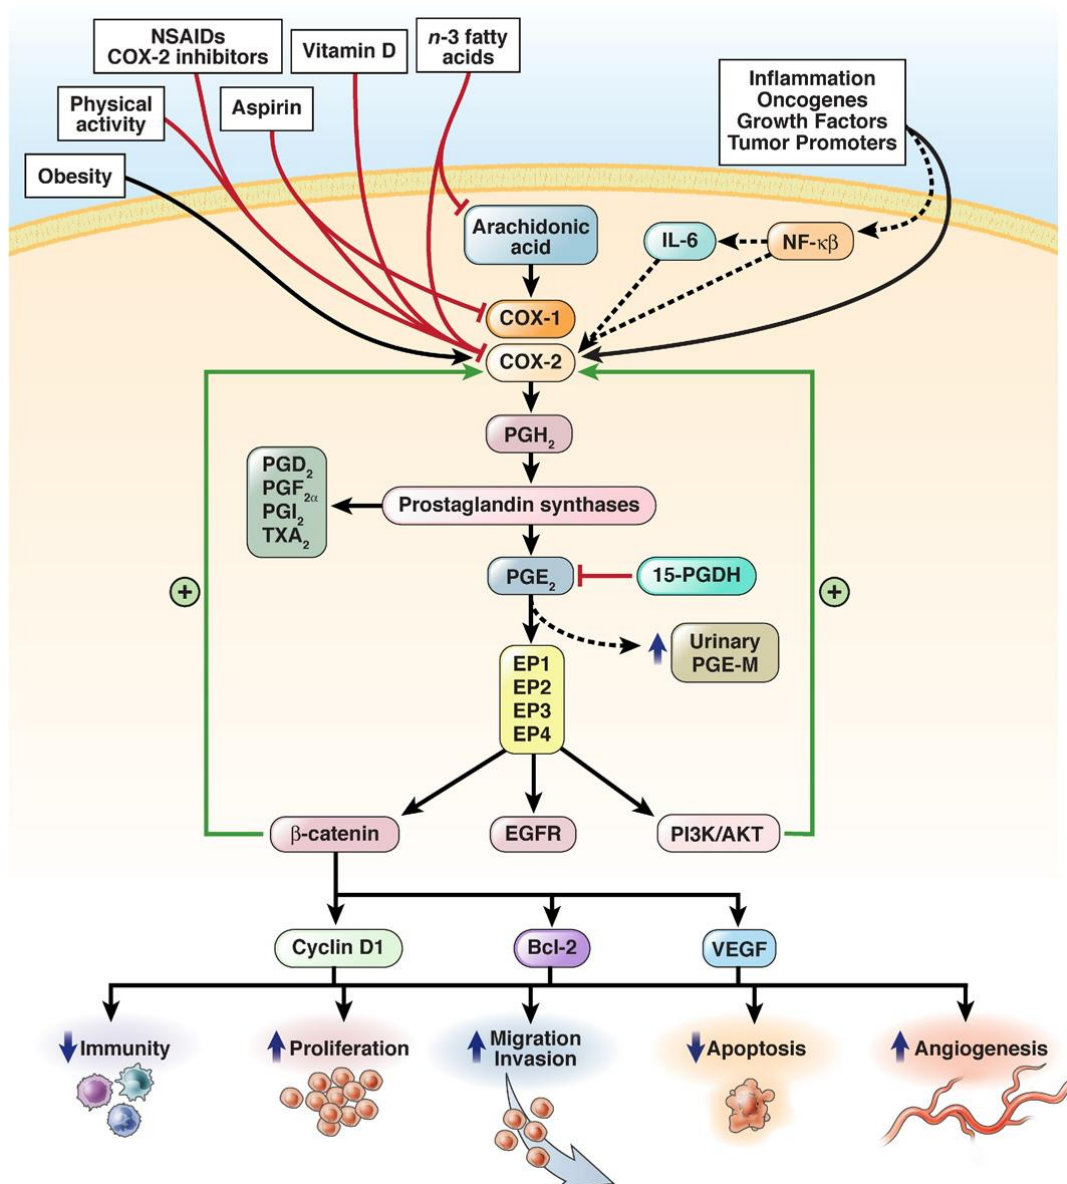 NSAIDs
COX-2 inhibitors
Vitamin D
n-3 fatty
acids
Physical
activity
Aspirin
Obesity
Inflammation
Oncogenes
Growth Factors
Tumor Promoters
Arachidonic
acid
IL-6
NF-κβ
COX-1
COX-2
PGH₂
PGD₂
PGF₂α
PGI₂
TXA₂
Prostaglandin synthases
PGE₂
15-PGDH
+
+
Urinary
PGE-M
EP1
EP2
EP3
EP4
β-catenin
EGFR
PI3K/AKT
Cyclin D1
Bcl-2
VEGF
Immunity
Proliferation
Migration
Invasion
Apoptosis
Angiogenesis